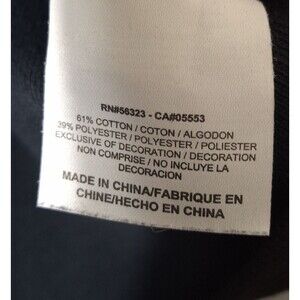 RN#56323 - CA#05553
61% COTTON / COTON / ALGODON
39% POLYESTER / POLYESTER / POLIESTER
EXCLUSIVE OF DECORATION / DECORATION
NON COMPRISE / NO INCLUYE LA
DECORACION
MADE IN CHINA/FABRIQUE EN
CHINE/HECHO EN CHINA